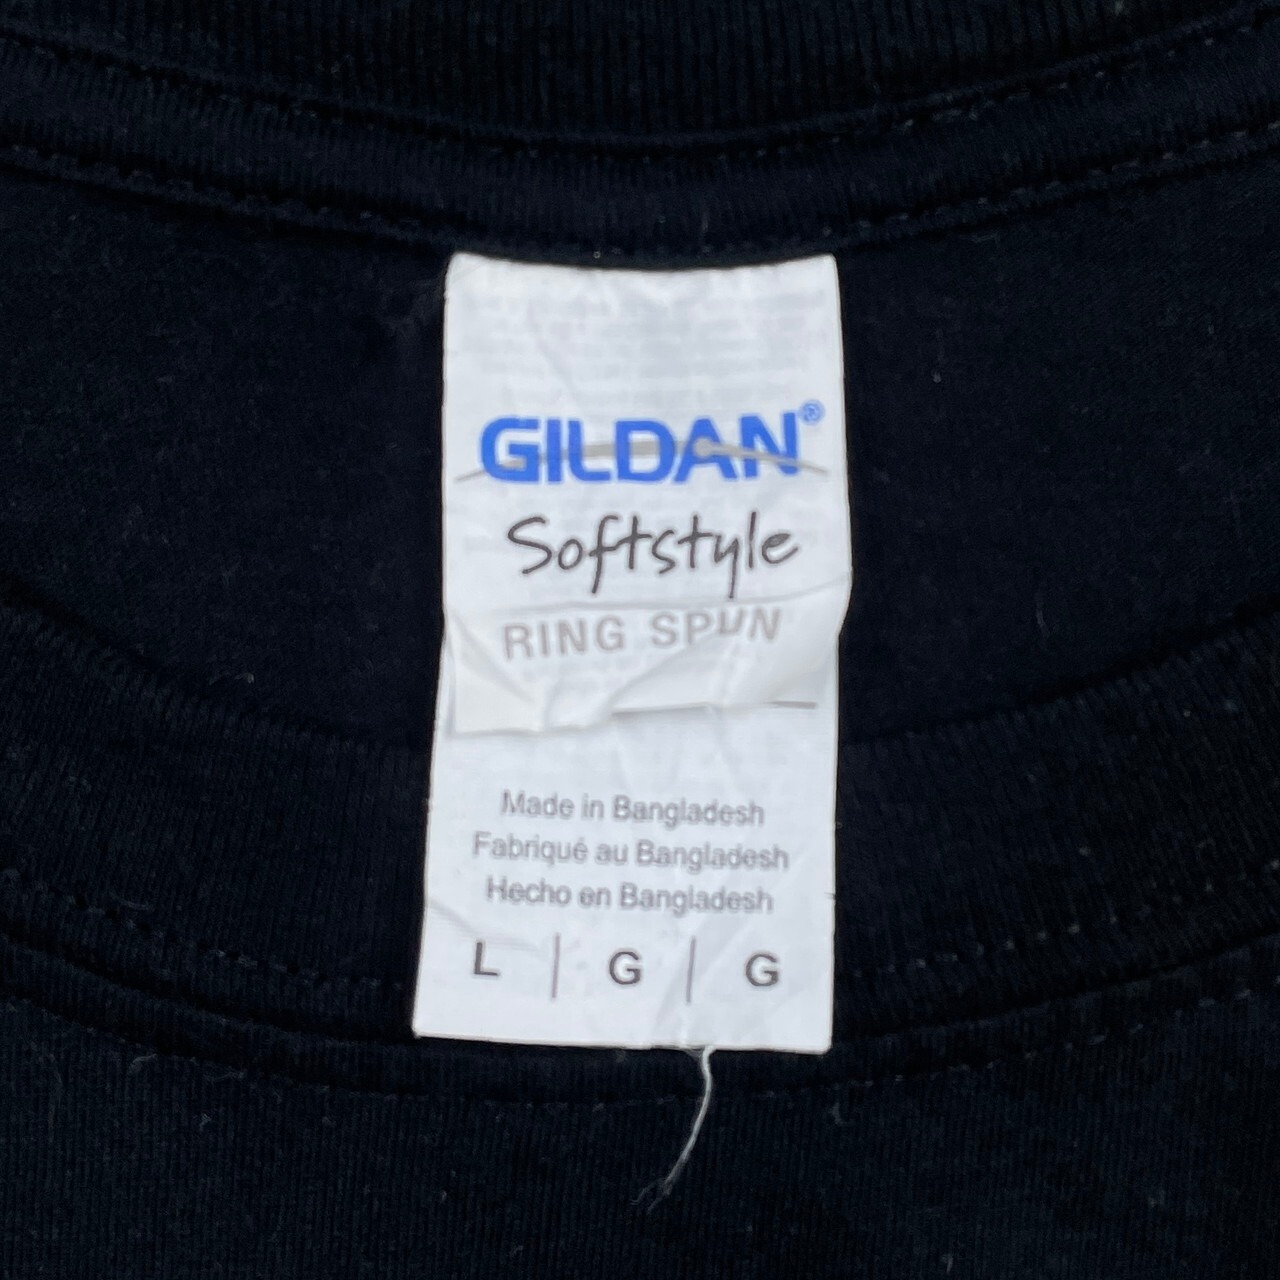 GILDAN®
Softstyle
RING SPUN
Made in Bangladesh
Fabriqué au Bangladesh
Hecho en Bangladesh
L | G | G